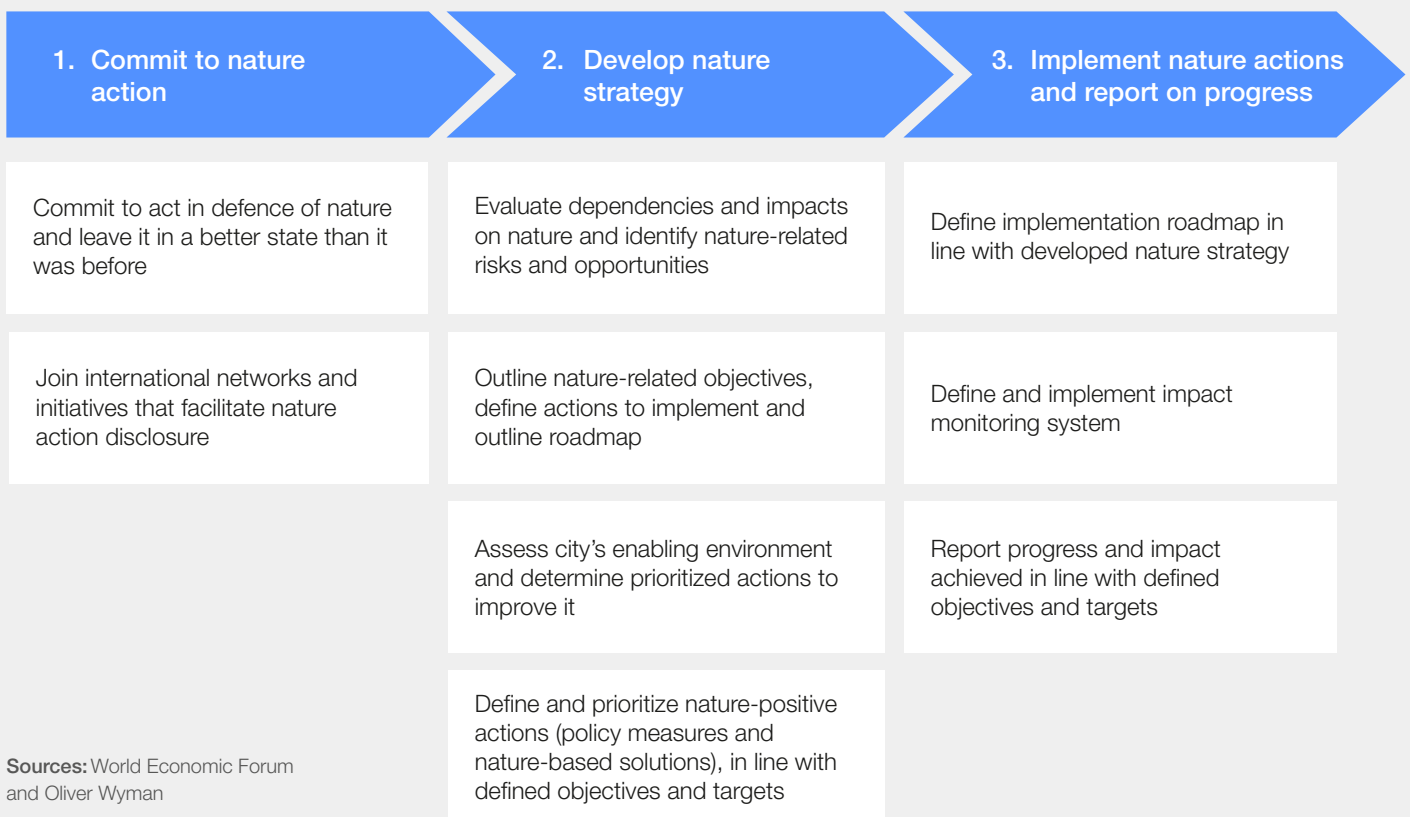 1. Commit to nature
action
2. Develop nature
strategy
3. Implement nature actions
and report on progress
Commit to act in defence of nature
and leave it in a better state than it
was before
Join international networks and
initiatives that facilitate nature
action disclosure
Evaluate dependencies and impacts
on nature and identify nature-related
risks and opportunities
Outline nature-related objectives,
define actions to implement and
outline roadmap
Assess city’s enabling environment
and determine prioritized actions to
improve it
Define and prioritize nature-positive
actions (policy measures and
nature-based solutions), in line with
defined objectives and targets
Define implementation roadmap in
line with developed nature strategy
Define and implement impact
monitoring system
Report progress and impact
achieved in line with defined
objectives and targets
Sources: World Economic Forum
and Oliver Wyman